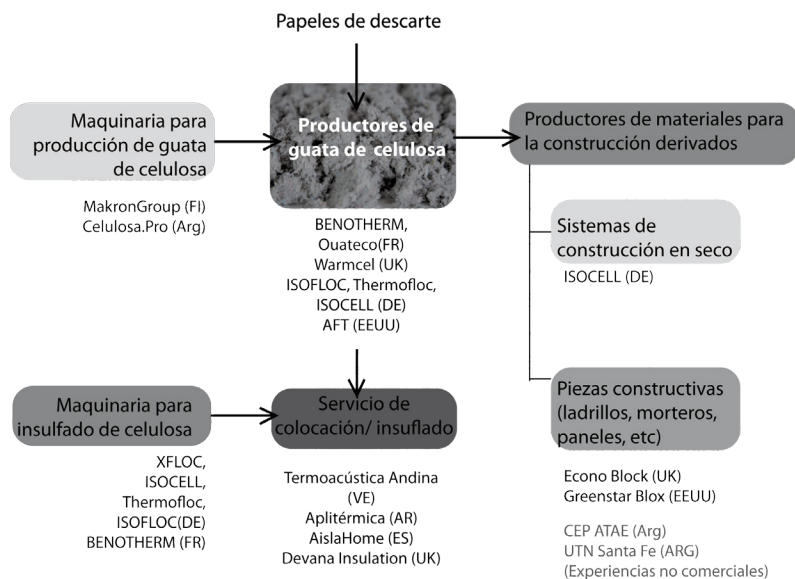 Papeles de descarte
Maquinaria para
producción de guata
de celulosa
MakronGroup (FI)
Celulosa.Pro (Arg)
Productores de
guata de celulosa
BENOTHERM,
Ouateco(FR)
Warmcel (UK)
ISOFLOC, Thermofloc,
ISOCELL (DE)
AFT (EEUU)
Productores de materiales para
la construcción derivados
Sistemas de
construcción en seco
ISOCELL (DE)
Maquinaria para
insulfado de celulosa
XFLOC,
ISOCELL,
Thermofloc,
ISOFLOC(DE)
BENOTHERM (FR)
Servicio de
colocación/ insuflado
Termoacústica Andina
(VE)
Aplitérmica (AR)
AislaHome (ES)
Devana Insulation (UK)
Piezas constructivas
(ladrillos, morteros,
paneles, etc)
Econo Block (UK)
Greenstar Blox (EEUU)
CEP ATAE (Arg)
UTN Santa Fe (ARG)
(Experiencias no comerciales)